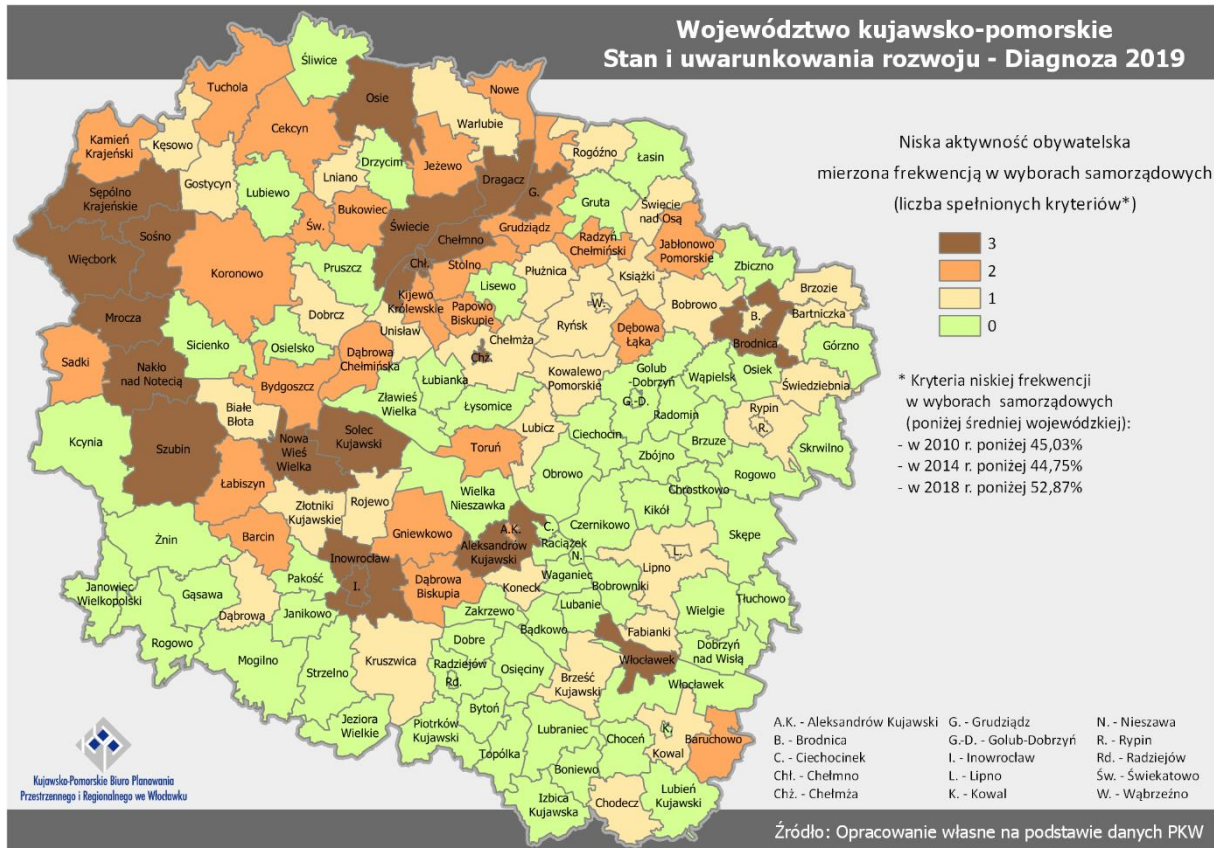 Województwo kujawsko-pomorskie
Stan i uwarunkowania rozwoju - Diagnoza 2019
Niska aktywność obywatelska
mierzona frekwencją w wyborach samorządowych
(liczba spełnionych kryteriów*)
3
2
1
0
* Kryteria niskiej frekwencji
w wyborach samorządowych
(poniżej średniej wojewódzkiej):
- w 2010 r. poniżej 45,03%
- w 2014 r. poniżej 44,75%
- w 2018 r. poniżej 52,87%
Śliwice
Tuchola
Osie
Nowe
Cekcyn
Warlubie
Kamień
Krajeński
Kęsowo
Rogóźno
Łasin
Drzycim
Jeżewo
Gostycyn
Lniano
Dragacz
G.
Sępólno
Krajeńskie
Lubiewo
Gruta
Świecie
nad Osą
Św.
Bukowiec
Świecie
Chełmno
Grudziądz
Radzyń
Chełmiński
Jabłonowo
Pomorskie
Sośno
Więcbork
Koronowo
Pruszcz
Chł.
Stolno
Płużnica
Książki
Zbiczno
Kijewo
Królewskie
Lisewo
Brzozie
Mrocza
Dobrcz
Papowo
Biskupie
W.
Bobrowo
Bartniczka
Unisław
Ryńsk
Dębowa
Łąka
B.
Brodnica
Sicienko
Osielsko
Chełmża
Chż.
Górzno
Sadki
Nakło
nad Notecią
Dąbrowa
Chełmińska
Kowalewo
Pomorskie
Golub
-Dobrzyń
Wąpielsk
Osiek
Bydgoszcz
Łubianka
Świedziebnia
Zławieś
Wielka
Łysomice
G.-D.
Radomin
Rypin
R.
Białe
Błota
Kcynia
Szubin
Nowa
Wieś
Wielka
Solec
Kujawski
Toruń
Lubicz
Ciechocin
Brzuze
Skrwilno
Zbójno
Obrowo
Rogowo
Łabiszyn
Wielka
Nieszawka
Chrostkowo
Złotniki
Kujawskie
Rojewo
Kikół
Gniewkowo
C.
Czernikowo
Skępe
Żnin
Barcin
A.K.
Aleksandrów
Kujawski
Raciążek
N.
Inowrocław
L.
Lipno
I.
Dąbrowa
Biskupia
Koneck
Waganiec
Bobrowniki
Janowiec
Wielkopolski
Gąsawa
Pakość
Dąbrowa
Janikowo
Zakrzewo
Lubanie
Wielgie
Tłuchowo
Bądkowo
Rogowo
Fabianki
Mogilno
Strzelno
Kruszwica
Dobre
Osięciny
Włocławek
Dobrzyń
nad Wisłą
Radziejów
Rd.
Brześć
Kujawski
Włocławek
Bytoń
Jeziora
Wielkie
Piotrków
Kujawski
Lubraniec
Choceń
K.
Kowal
Baruchowo
Topólka
Boniewo
Izbica
Kujawska
Chodecz
Lubień
Kujawski
A.K. - Aleksandrów Kujawski
B. - Brodnica
C. - Ciechocinek
Chł. - Chełmno
Chż. - Chełmża
G. - Grudziądz
G.-D. - Golub-Dobrzyń
I. - Inowrocław
L. - Lipno
K. - Kowal
N. - Nieszawa
R. - Rypin
Rd. - Radziejów
Św. - Świekatowo
W. - Wąbrzeźno
Kujawsko-Pomorskie Biuro Planowania
Przestrzennego i Regionalnego we Włocławku
Źródło: Opracowanie własne na podstawie danych PKW